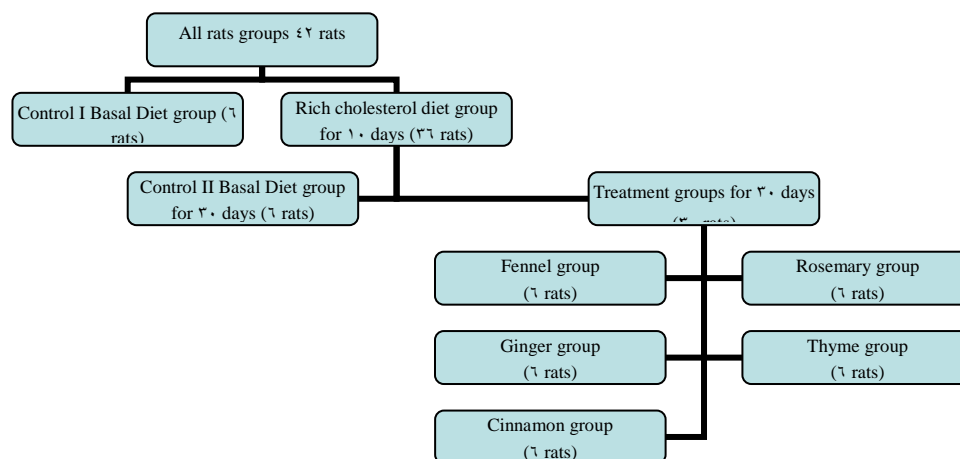 All rats groups ٤٢ rats
Control I Basal Diet group (٦
rats)
Rich cholesterol diet group
for ١٠ days (٣٦ rats)
Control II Basal Diet group
for ٣٠ days (٦ rats)
Treatment groups for ٣٠ days
(٣٠ rats)
Fennel group
(٦ rats)
Rosemary group
(٦ rats)
Ginger group
(٦ rats)
Thyme group
(٦ rats)
Cinnamon group
(٦ rats)